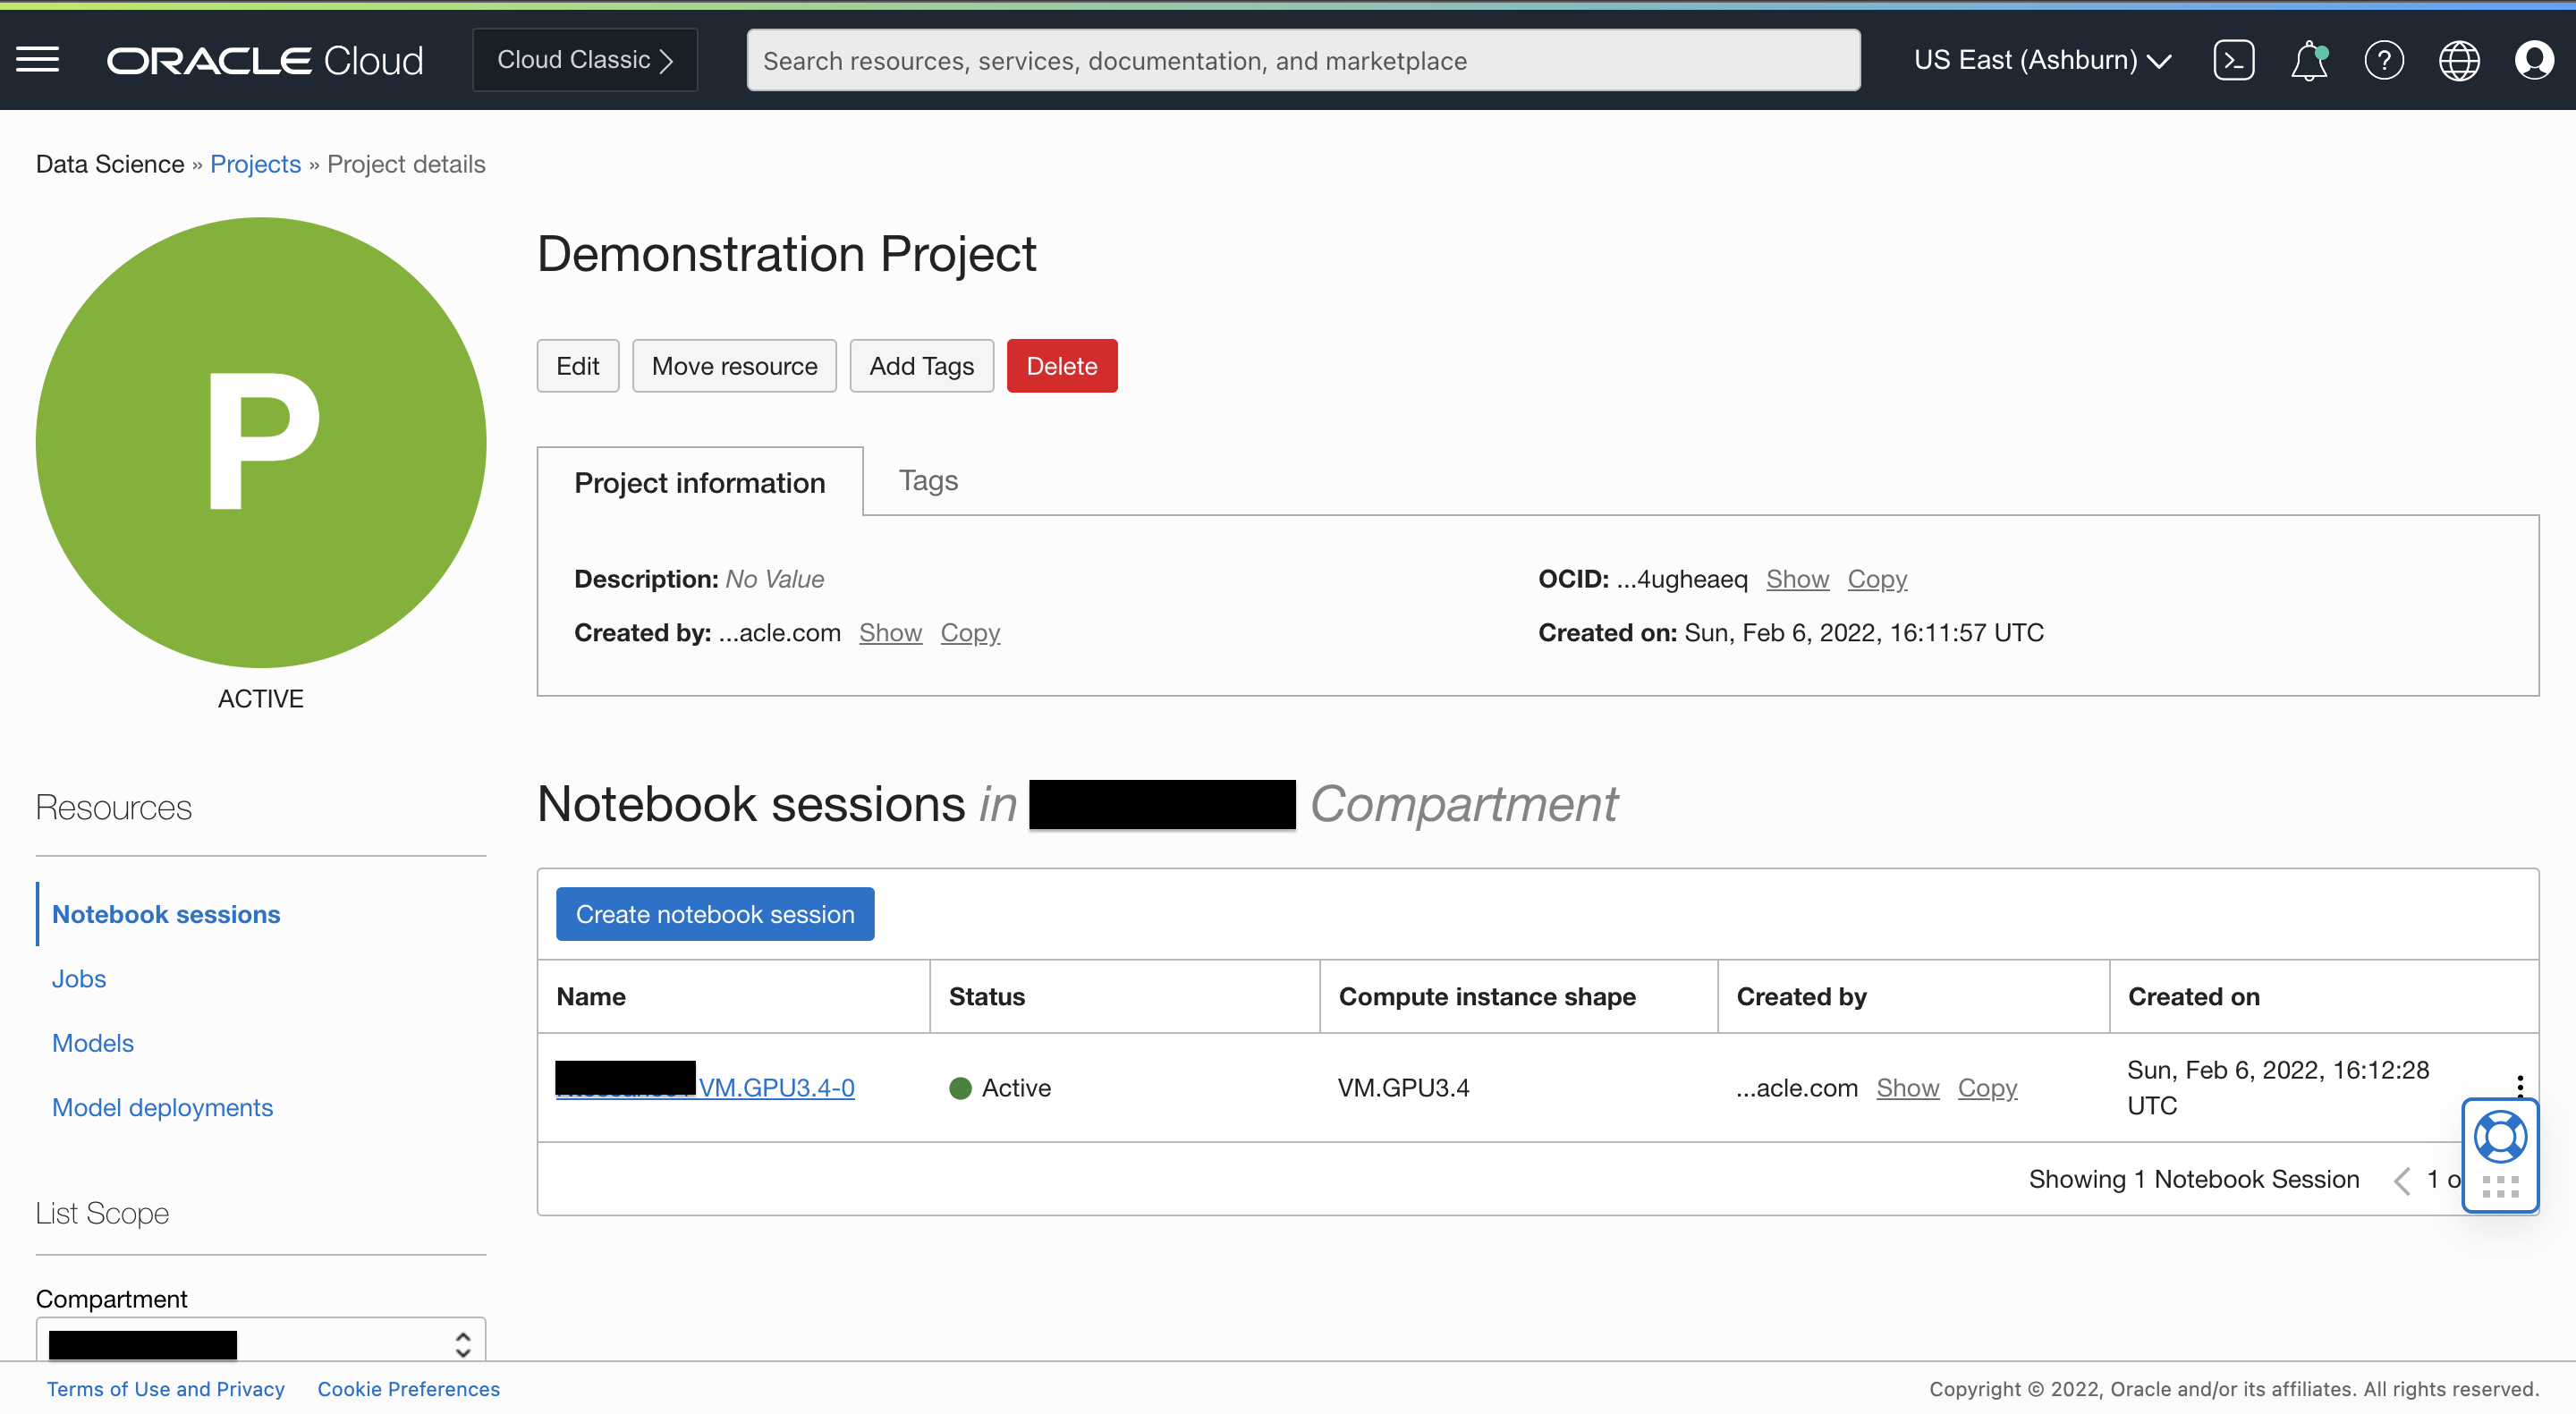 ORACLE Cloud
Cloud Classic
Search resources, services, documentation, and marketplace
US East (Ashburn)
Data Science » Projects » Project details
P
ACTIVE
Demonstration Project
Edit
Move resource
Add Tags
Delete
Project information
Tags
Description: No Value
OCID: ...4ugheaeq Show Copy
Created by: ...acle.com Show Copy
Created on: Sun, Feb 6, 2022, 16:11:57 UTC
Resources
Notebook sessions
Jobs
Models
Model deployments
List Scope
Compartment
Notebook sessions in Compartment
Create notebook session
Name Status Compute instance shape Created by Created on
VM.GPU3.4-0 Active VM.GPU3.4 ...acle.com Show Copy Sun, Feb 6, 2022, 16:12:28
UTC
Showing 1 Notebook Session 1
Terms of Use and Privacy Cookie Preferences
Copyright © 2022, Oracle and/or its affiliates. All rights reserved.